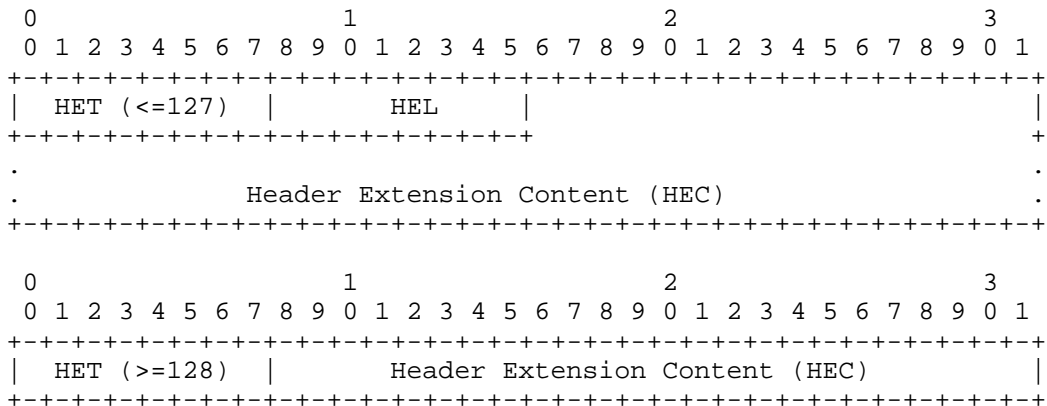 0                   1                   2                   3
 0 1 2 3 4 5 6 7 8 9 0 1 2 3 4 5 6 7 8 9 0 1 2 3 4 5 6 7 8 9 0 1
+-+-+-+-+-+-+-+-+-+-+-+-+-+-+-+-+-+-+-+-+-+-+-+-+-+-+-+-+-+-+-+-+
|  HET (<=127)  |       HEL     |                               |
+-+-+-+-+-+-+-+-+-+-+-+-+-+-+-+-+                               +
.                                                               .
.              Header Extension Content (HEC)                   .
+-+-+-+-+-+-+-+-+-+-+-+-+-+-+-+-+-+-+-+-+-+-+-+-+-+-+-+-+-+-+-+-+

 0                   1                   2                   3
 0 1 2 3 4 5 6 7 8 9 0 1 2 3 4 5 6 7 8 9 0 1 2 3 4 5 6 7 8 9 0 1
+-+-+-+-+-+-+-+-+-+-+-+-+-+-+-+-+-+-+-+-+-+-+-+-+-+-+-+-+-+-+-+-+
|  HET (>=128)  |       Header Extension Content (HEC)          |
+-+-+-+-+-+-+-+-+-+-+-+-+-+-+-+-+-+-+-+-+-+-+-+-+-+-+-+-+-+-+-+-+